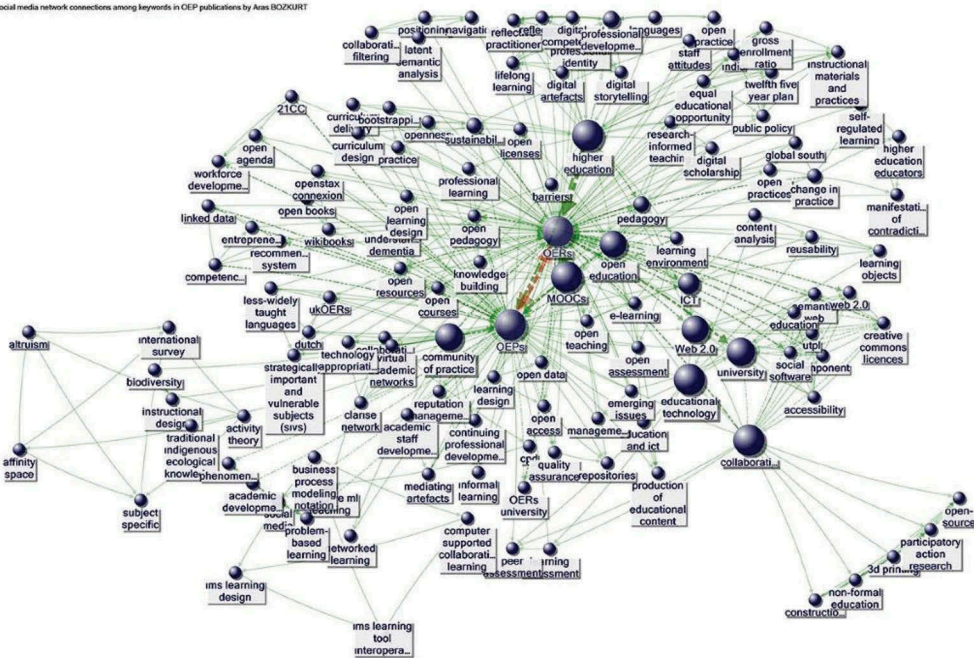 ocial media network connections among keywords in OEP publications by Aras BOZKURT
positioning
navigati
collaborati...
filtering
latent
semantic
analysis
reflect
practitioner
digital
compet
professional
developme...
languages
identity
open
practice
staff
attitudes
gross
enrollment
ratio
lifelong
learning
digital
artefacts
digital
storytelling
equal
educational
opportunity
twelfth five
year plan
instructional
materials
and
practices
21CC
curriculu
delivery
bootstrappi...
openness
sustainabil...
open
licenses
higher
education
research-
informed
teachin
public policy
self-
regulated
learning
open
agenda
curriculum
design
practice
digital
scholarship
global south
higher
education
educators
workforce
developme...
openstax
connexion
professional
learning
barriers
open
practices
change in
practice
linked data
open books
open
learning
design
open
pedagogy
pedagogy
manifestati...
of
contradicti...
entreprene...
wikibooks
understan
dementia
OERs
content
analysis
recommen...
system
knowledge
building
open
education
learning
environment
reusability
competenc...
open
resources
MOOCs
ICT
learning
objects
less-widely
taught
languages
ukOERs
open
courses
e-learning
semantic
web
web 2.0
education
altruism
international
survey
dutch
OEPs
open
teaching
Web 2.0
utpl
creative
commons
licences
technology
appropriati...
collaborati
virtual
academic
networks
community
of practice
university
social
software
ponent
biodiversity
strategically
important
and
vulnerable
subjects
(sivs)
open data
open
assessment
learning
design
educational
technology
accessibility
instructional
design
reputation
manageme...
emerging
issues
activity
theory
clarise
network
academic
staff
developme...
open
access
manageme...
education
and ict
traditional
indigenous
ecological
knowle
continuing
professional
developme...
collaborati...
affinity
space
phenomen...
business
process
modeling
notation
quality
assurance
repositories
mediating
artefacts
informal
learning
OERs
university
production
of
educational
content
academic
developme...
social
media
subject
specific
problem-
based
learning
networked
learning
computer
supported
collaborati...
learning
peer
assessment
open-
source
participatory
action
research
3d printing
ims learning
design
non-formal
education
constructio...
ims learning
tool
interopera...